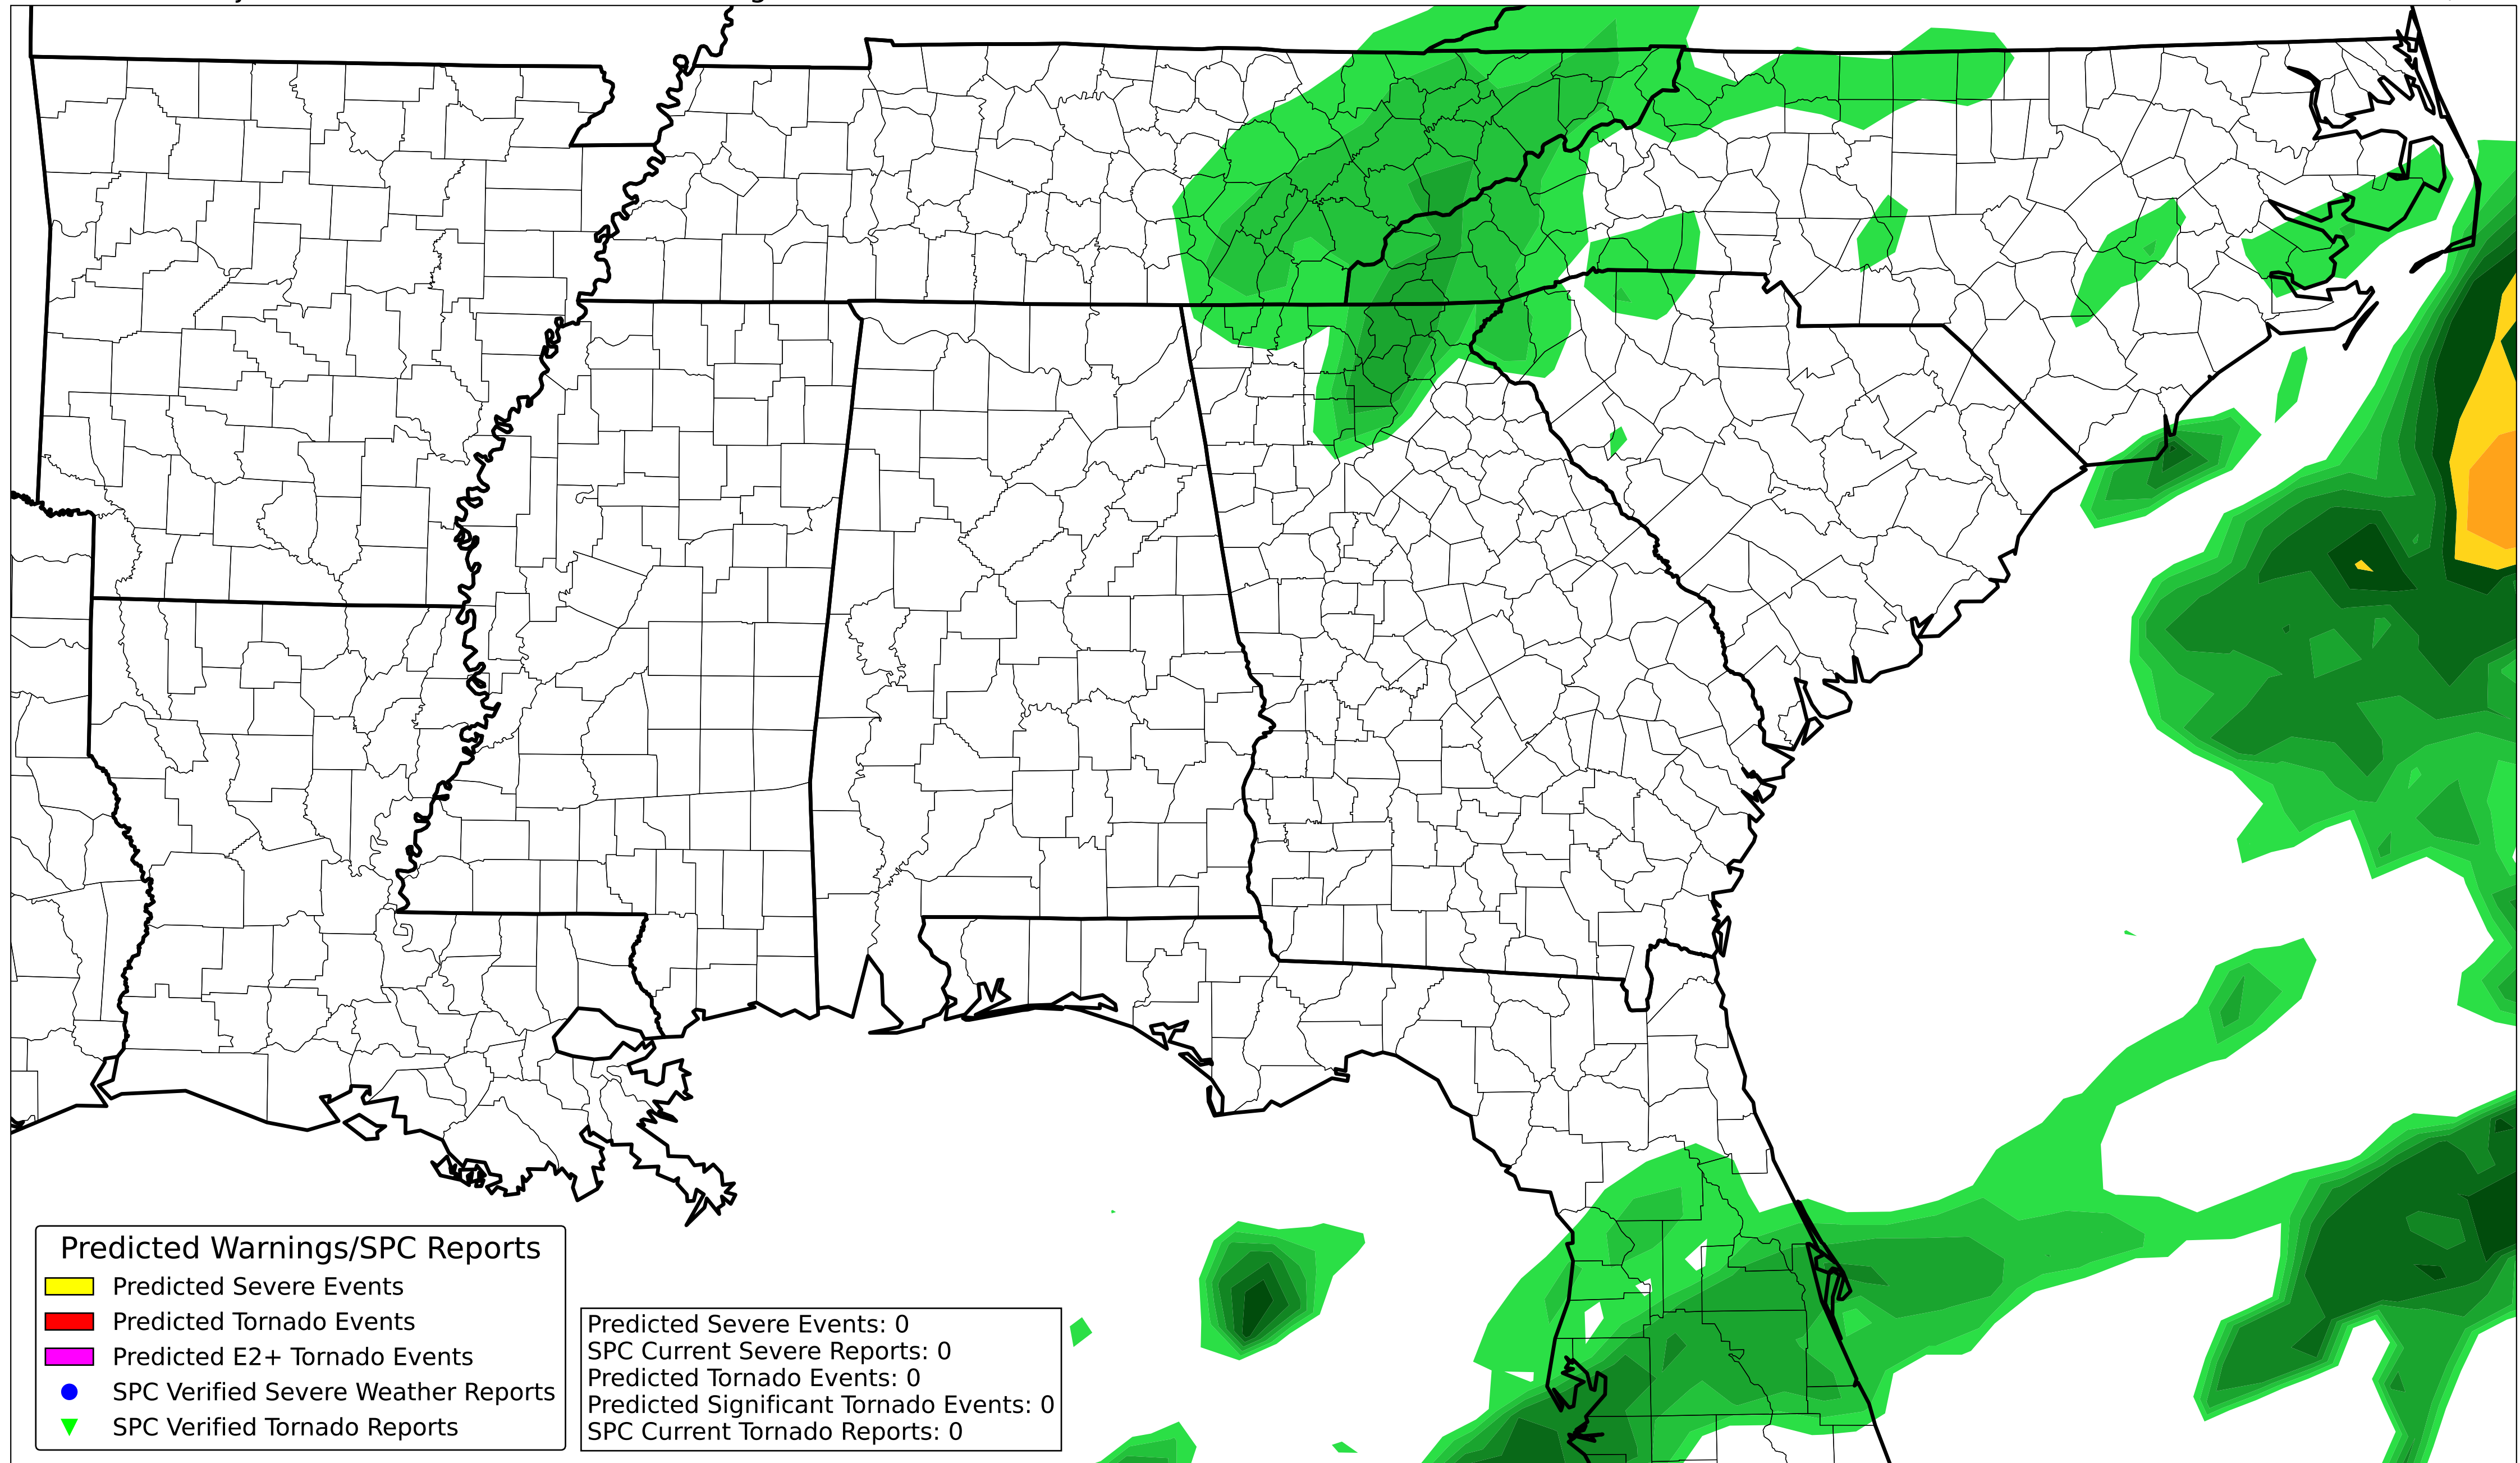 Predicted Warnings/SPC Reports
Predicted Severe Events
Predicted Tornado Events
Predicted E2+ Tornado Events
SPC Verified Severe Weather Reports
SPC Verified Tornado Reports
Predicted Severe Events: 0
SPC Current Severe Reports: 0
Predicted Tornado Events: 0
Predicted Significant Tornado Events: 0
SPC Current Tornado Reports: 0